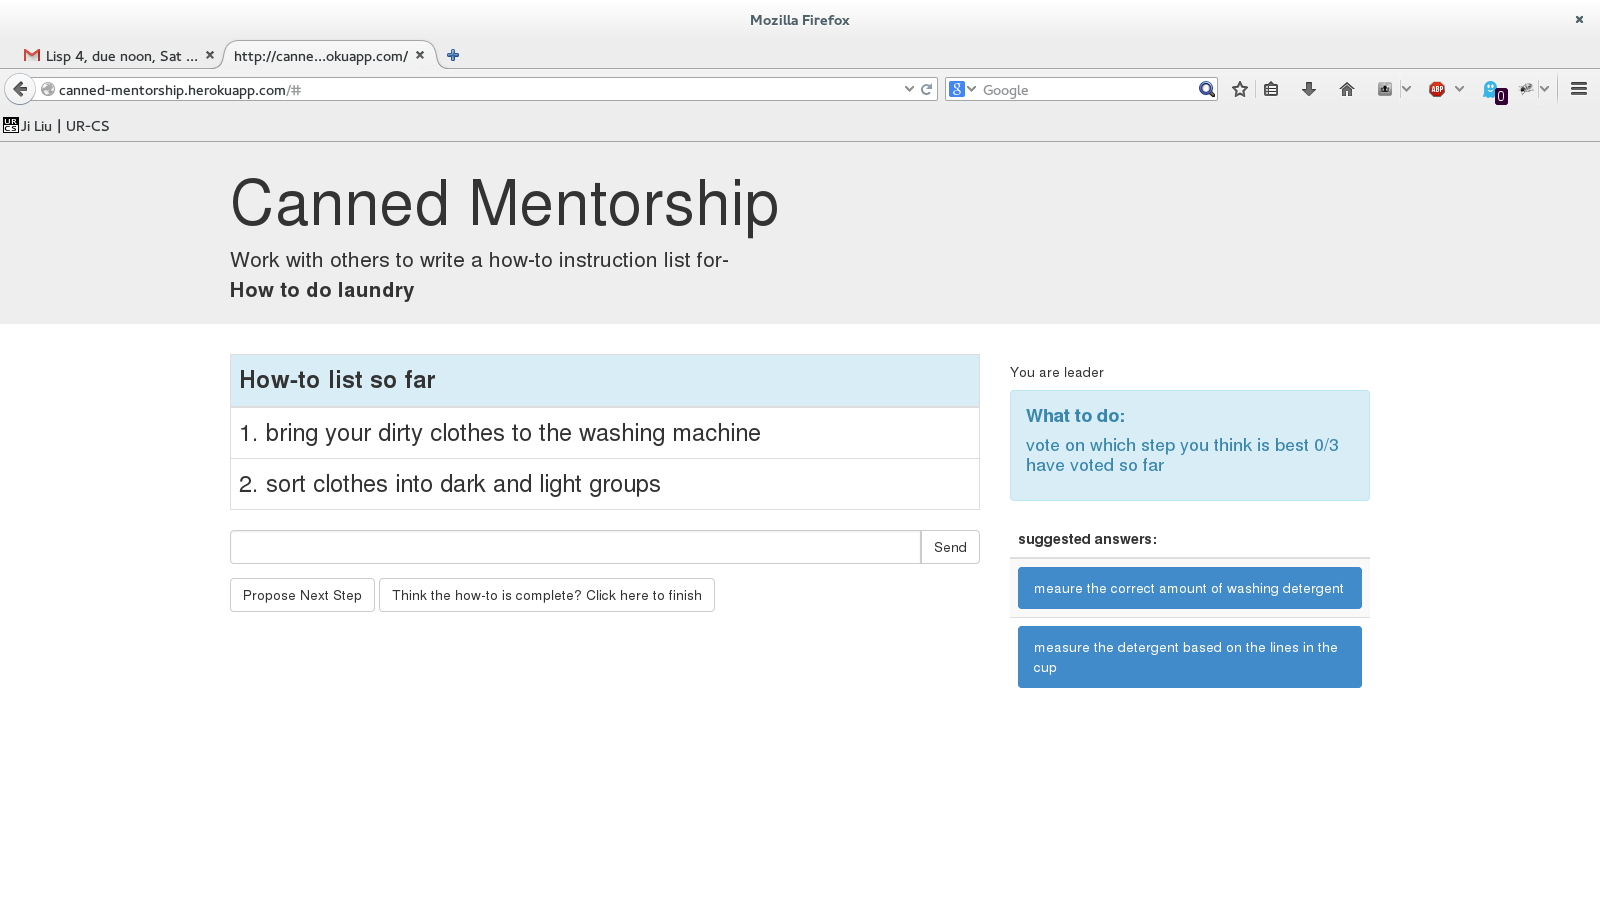 Mozilla Firefox
Lisp 4, due noon, Sat ...
http://canne...okuapp.com/
canned-mentorship.herokuapp.com/#
Google
ABP
0
UR
CS
Ji Liu | UR-CS
Canned Mentorship
Work with others to write a how-to instruction list for-
How to do laundry
How-to list so far
1. bring your dirty clothes to the washing machine
2. sort clothes into dark and light groups
Send
Propose Next Step
Think the how-to is complete? Click here to finish
You are leader
What to do:
vote on which step you think is best 0/3
have voted so far
suggested answers:
meaure the correct amount of washing detergent
measure the detergent based on the lines in the
cup